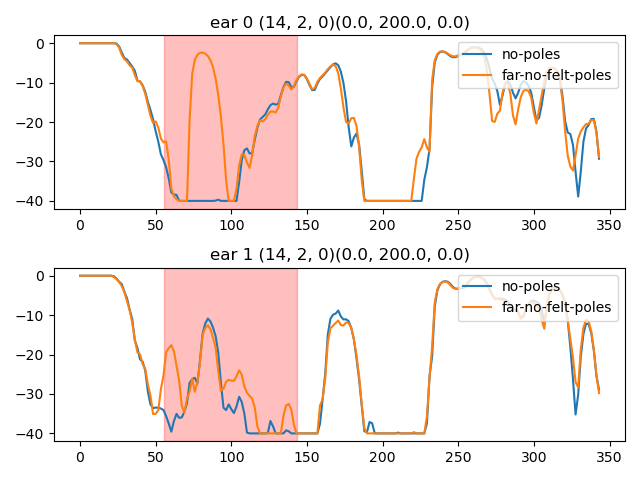 ear 0 (14, 2, 0)(0.0, 200.0, 0.0)
0
−10
−20
−30
−40
no-poles
far-no-felt-poles
0 50 100 150 200 250 300 350
ear 1 (14, 2, 0)(0.0, 200.0, 0.0)
0
−10
−20
−30
−40
no-poles
far-no-felt-poles
0 50 100 150 200 250 300 350